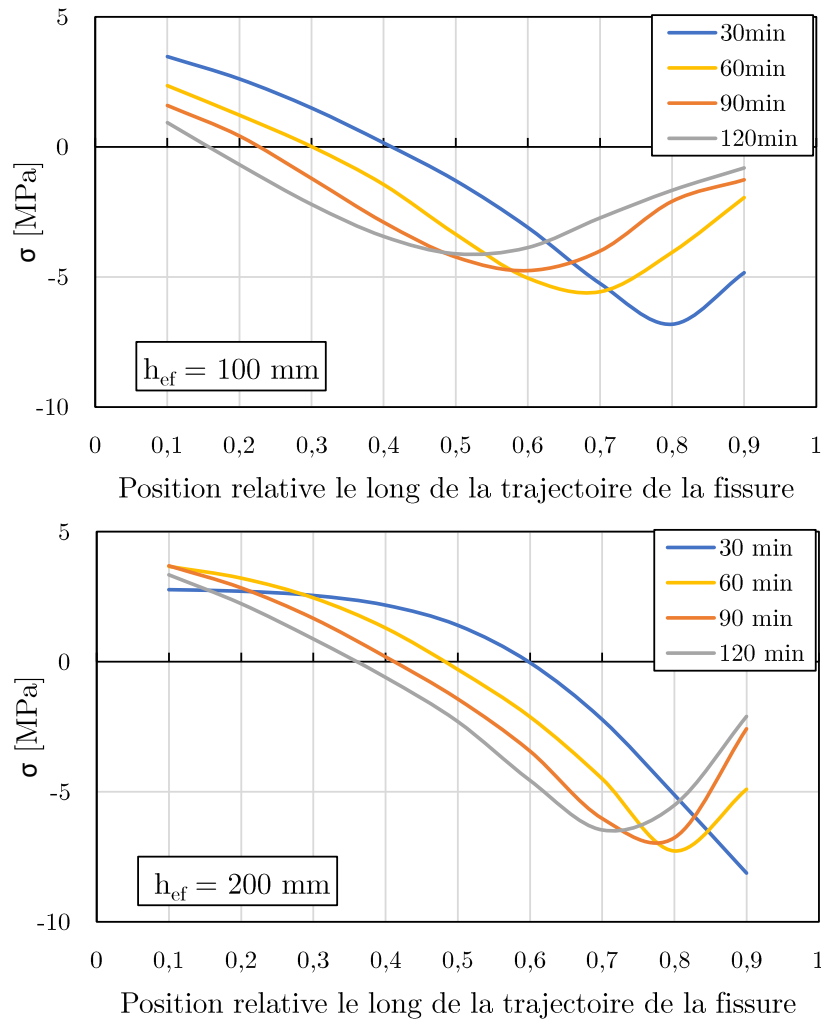 5
0
-5
-10
σ [MPa]
30min
60min
90min
120min
h_ef = 100 mm
0 0,1 0,2 0,3 0,4 0,5 0,6 0,7 0,8 0,9 1
Position relative le long de la trajectoire de la fissure
5
0
-5
-10
σ [MPa]
30 min
60 min
90 min
120 min
h_ef = 200 mm
0 0,1 0,2 0,3 0,4 0,5 0,6 0,7 0,8 0,9 1
Position relative le long de la trajectoire de la fissure